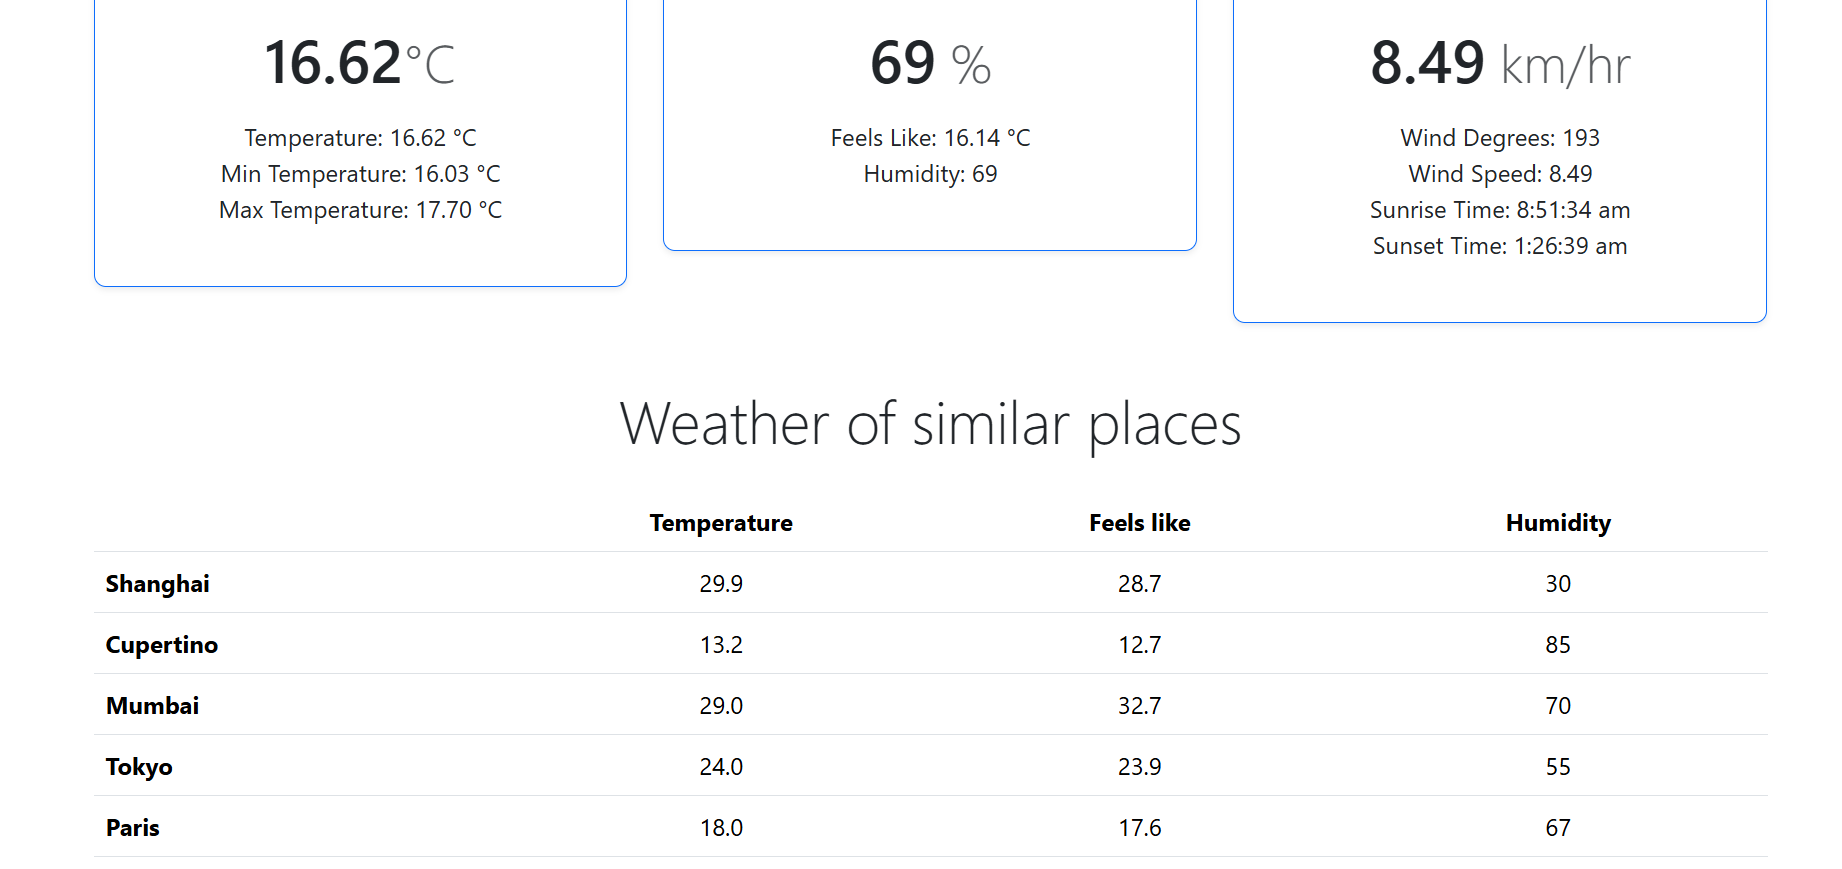 16.62°C
Temperature: 16.62 °C
Min Temperature: 16.03 °C
Max Temperature: 17.70 °C
69 %
Feels Like: 16.14 °C
Humidity: 69
8.49 km/hr
Wind Degrees: 193
Wind Speed: 8.49
Sunrise Time: 8:51:34 am
Sunset Time: 1:26:39 am
Weather of similar places
Temperature Feels like Humidity
Shanghai 29.9 28.7 30
Cupertino 13.2 12.7 85
Mumbai 29.0 32.7 70
Tokyo 24.0 23.9 55
Paris 18.0 17.6 67